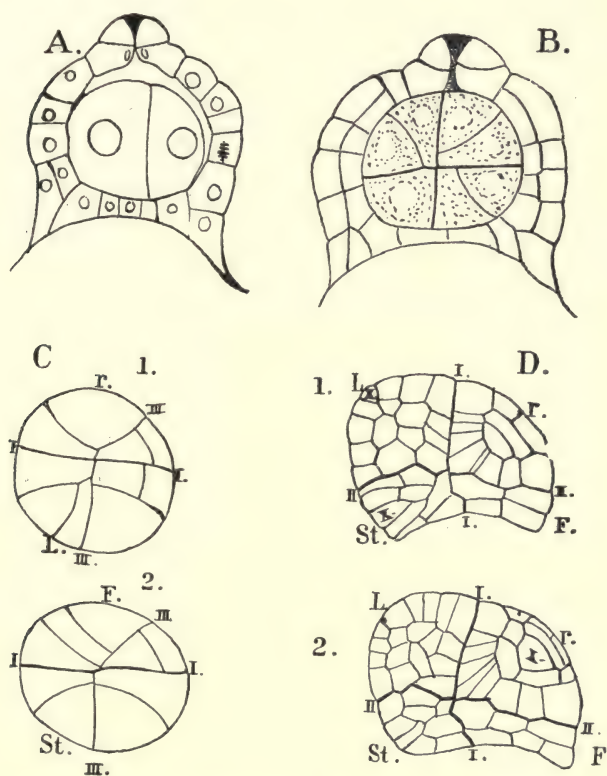 A.
B.
C
1.
r.
III.
I.
I.
L.
III.
2.
F.
III.
I
I.
St.
III.
D.
1.
L
I.
x
r.
II
II.
x.
I.
F.
St.
2.
L
I.
r.
x.
II
II.
St.
I.
F